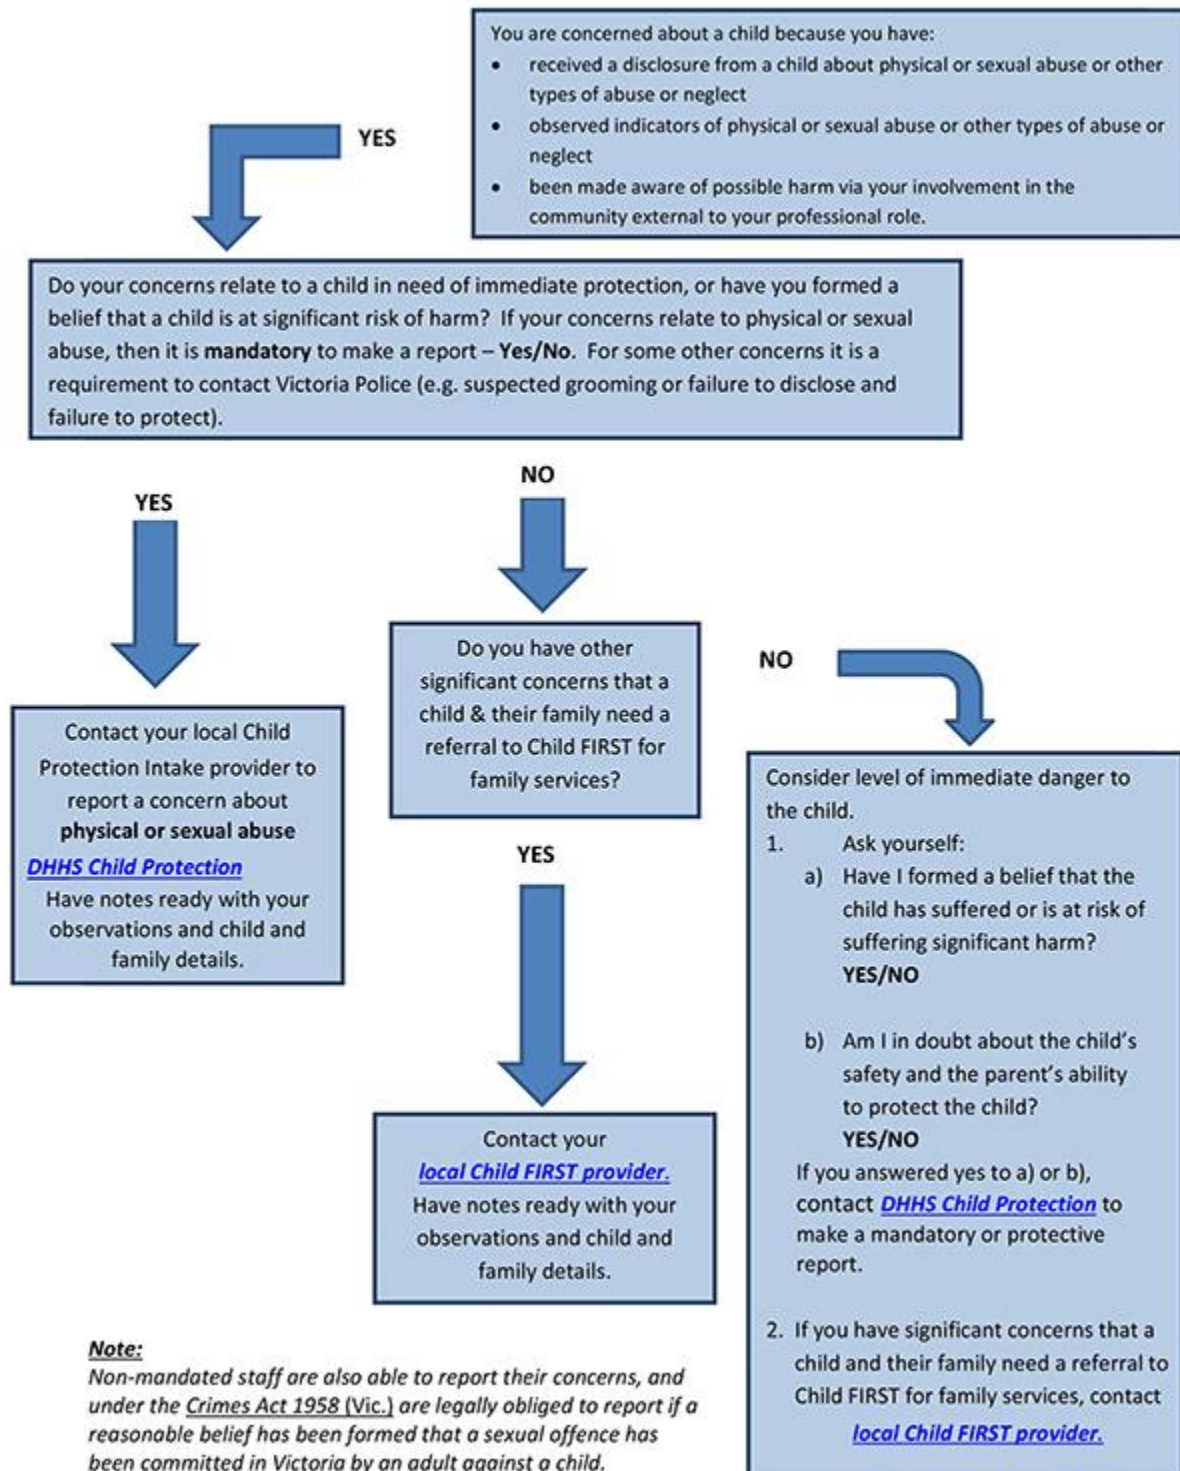 You are concerned about a child because you have:
• received a disclosure from a child about physical or sexual abuse or other
types of abuse or neglect
• observed indicators of physical or sexual abuse or other types of abuse or
neglect
• been made aware of possible harm via your involvement in the
community external to your professional role.
YES
Do your concerns relate to a child in need of immediate protection, or have you formed a
belief that a child is at significant risk of harm? If your concerns relate to physical or sexual
abuse, then it is mandatory to make a report – Yes/No. For some other concerns it is a
requirement to contact Victoria Police (e.g. suspected grooming or failure to disclose and
failure to protect).
YES
Contact your local Child
Protection Intake provider to
report a concern about
physical or sexual abuse
DHHS Child Protection
Have notes ready with your
observations and child and
family details.
NO
Do you have other
significant concerns that a
child & their family need a
referral to Child FIRST for
family services?
YES
Contact your
local Child FIRST provider.
Have notes ready with your
observations and child and
family details.
NO
Consider level of immediate danger to
the child.
1. Ask yourself:
a) Have I formed a belief that the
child has suffered or is at risk of
suffering significant harm?
YES/NO
b) Am I in doubt about the child's
safety and the parent's ability
to protect the child?
YES/NO
If you answered yes to a) or b),
contact DHHS Child Protection to
make a mandatory or protective
report.
2. If you have significant concerns that a
child and their family need a referral to
Child FIRST for family services, contact
local Child FIRST provider.
Note:
Non-mandated staff are also able to report their concerns, and
under the Crimes Act 1958 (Vic.) are legally obliged to report if a
reasonable belief has been formed that a sexual offence has
been committed in Victoria by an adult against a child.